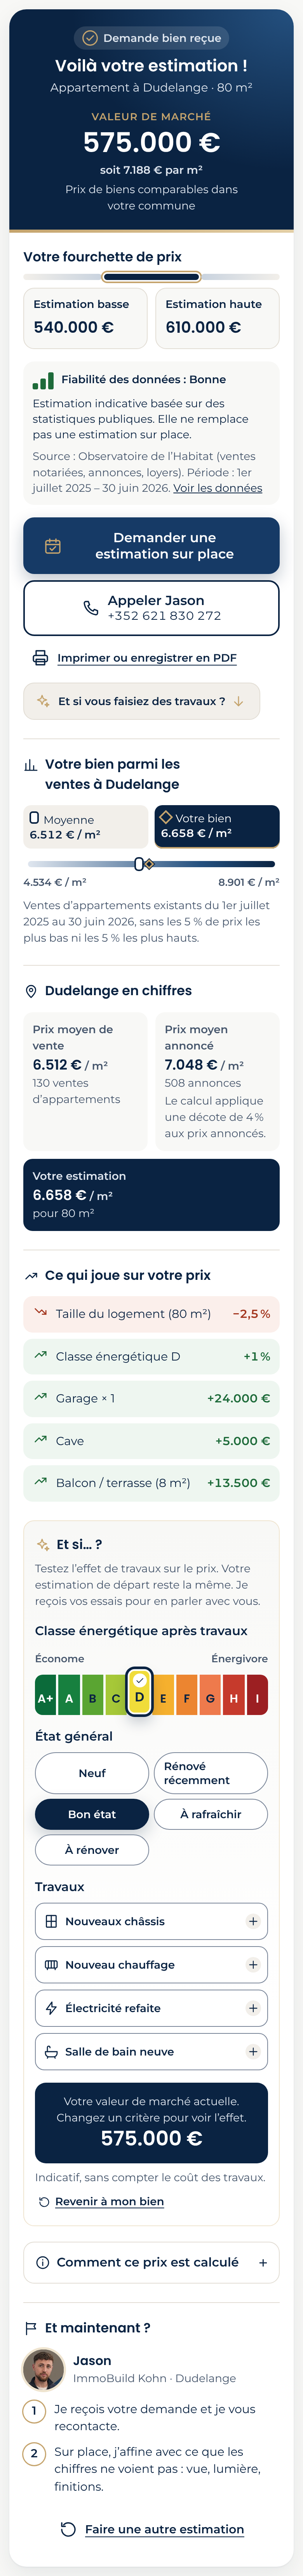 Demande bien reçue
Voilà votre estimation !
Appartement à Dudelange · 80 m²
VALEUR DE MARCHÉ
575.000 €
soit 7.188 € par m²
Prix de biens comparables dans
votre commune
Votre fourchette de prix
Estimation basse
540.000 €
Estimation haute
610.000 €
Fiabilité des données : Bonne
Estimation indicative basée sur des
statistiques publiques. Elle ne remplace
pas une estimation sur place.
Source : Observatoire de l’Habitat (ventes
notariées, annonces, loyers). Période : 1er
juillet 2025 – 30 juin 2026. Voir les données
Demander une
estimation sur place
Appeler Jason
+352 621 830 272
Imprimer ou enregistrer en PDF
Et si vous faisiez des travaux ?
Votre bien parmi les
ventes à Dudelange
Moyenne
6.512 € / m²
Votre bien
6.658 € / m²
4.534 € / m²
8.901 € / m²
Ventes d’appartements existants du 1er juillet
2025 au 30 juin 2026, sans les 5 % de prix les
plus bas ni les 5 % les plus hauts.
Dudelange en chiffres
Prix moyen de
vente
6.512 € / m²
130 ventes
d’appartements
Prix moyen
annoncé
7.048 € / m²
508 annonces
Le calcul applique
une décote de 4 %
aux prix annoncés.
Votre estimation
6.658 € / m²
pour 80 m²
Ce qui joue sur votre prix
Taille du logement (80 m²) −2,5 %
Classe énergétique D +1 %
Garage × 1 +24.000 €
Cave +5.000 €
Balcon / terrasse (8 m²) +13.500 €
Et si… ?
Testez l’effet de travaux sur le prix. Votre
estimation de départ reste la même. Je
reçois vos essais pour en parler avec vous.
Classe énergétique après travaux
Économe Énergivore
A+ A B C D E F G H I
État général
Neuf
Rénové
récemment
Bon état
À rafraîchir
À rénover
Travaux
Nouveaux châssis
Nouveau chauffage
Électricité refaite
Salle de bain neuve
Votre valeur de marché actuelle.
Changez un critère pour voir l’effet.
575.000 €
Indicatif, sans compter le coût des travaux.
Revenir à mon bien
Comment ce prix est calculé
Et maintenant ?
Jason
ImmoBuild Kohn · Dudelange
1 Je reçois votre demande et je vous
recontacte.
2 Sur place, j’affine avec ce que les
chiffres ne voient pas : vue, lumière,
finitions.
Faire une autre estimation